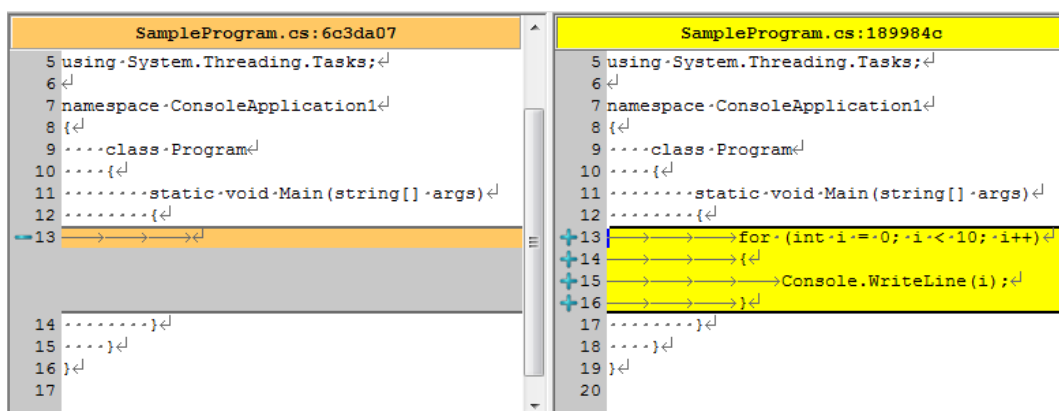 SampleProgram.cs:6c3da07
5 using·System.Threading.Tasks;↵
6 ↵
7 namespace·ConsoleApplication1↵
8 {↵
9 ····class·Program↵
10 ····{↵
11 ········static·void·Main(string[]·args)↵
12 ········{↵
13 → → →↵
14 ········}↵
15 ····}↵
16 }↵
17
SampleProgram.cs:189984c
5 using·System.Threading.Tasks;↵
6 ↵
7 namespace·ConsoleApplication1↵
8 {↵
9 ····class·Program↵
10 ····{↵
11 ········static·void·Main(string[]·args)↵
12 ········{↵
13 → → →for·(int·i·=·0;·i·<·10;·i++)↵
14 → → →{↵
15 → → → →Console.WriteLine(i);↵
16 → → →}↵
17 ········}↵
18 ····}↵
19 }↵
20